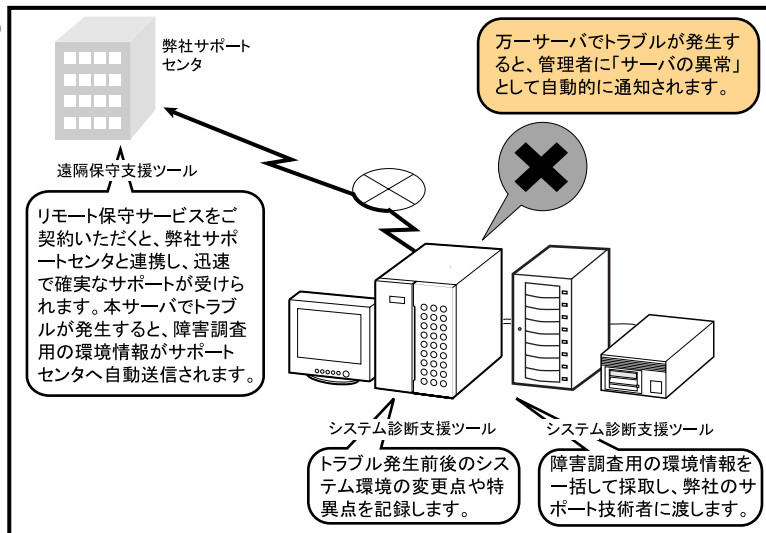 弊社サポート
センタ
万一サーバでトラブルが発生す
ると、管理者に「サーバの異常」
として自動的に通知されます。
遠隔保守支援ツール
リモート保守サービスをご
契約いただくと、弊社サポ
ートセンタと連携し、迅速
で確実なサポートが受けら
れます。本サーバでトラブ
ルが発生すると、障害調査
用の環境情報がサポート
センタへ自動送信されます。
システム診断支援ツール
トラブル発生前後のシス
テム環境の変更点や特
異点を記録します。
システム診断支援ツール
障害調査用の環境情報を
一括して採取し、弊社のサ
ポート技術者に渡します。